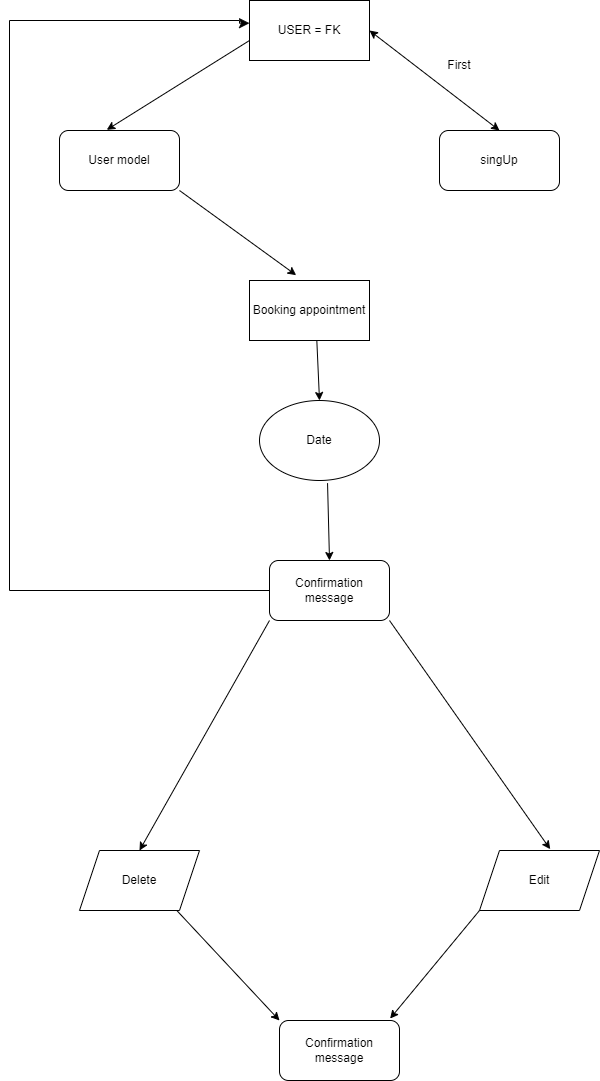 USER = FK
First
User model
singUp
Booking appointment
Date
Confirmation
message
Delete
Edit
Confirmation
message